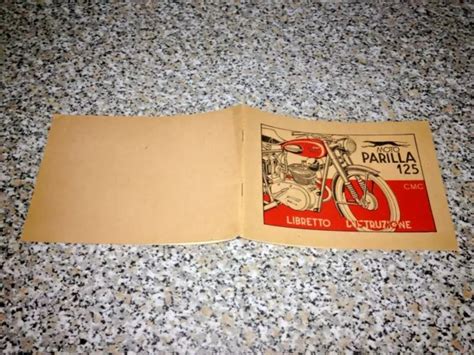 MOTO
PARILLA
125
CMC
LIBRETTO D'ISTRUZIONE